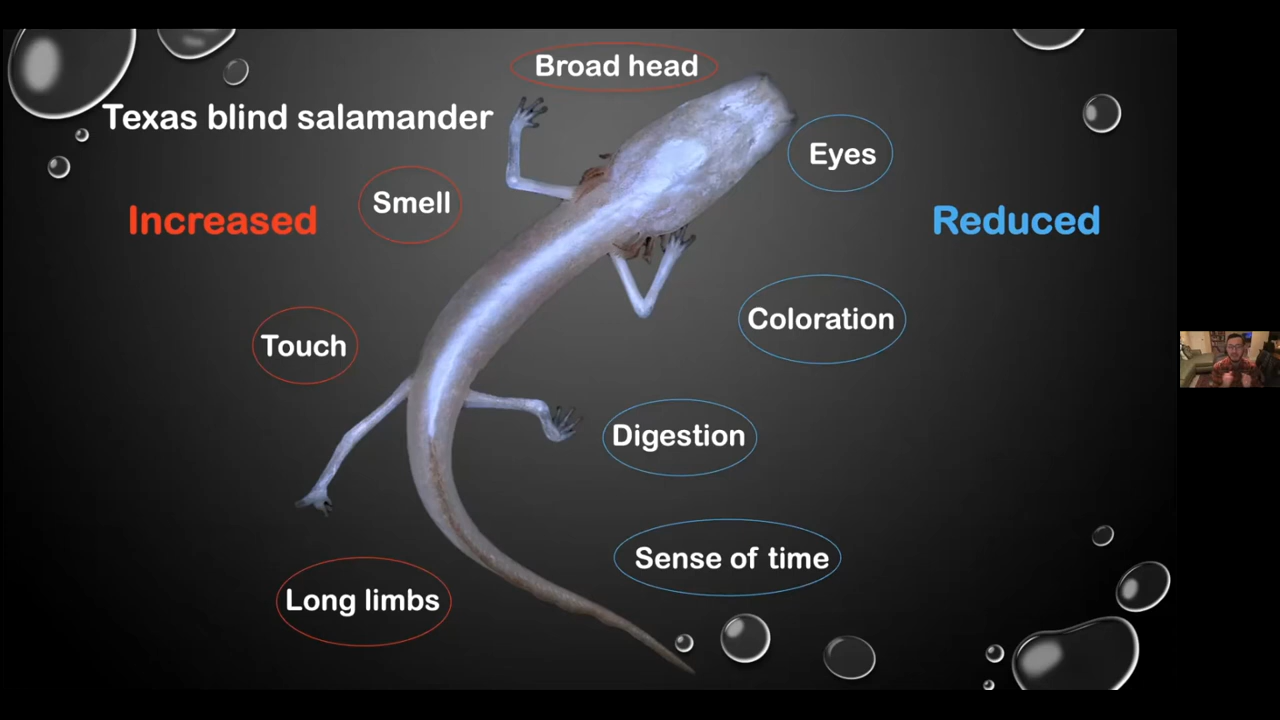 Broad head
Texas blind salamander
Eyes
Smell
Increased
Reduced
Coloration
Touch
Digestion
Sense of time
Long limbs